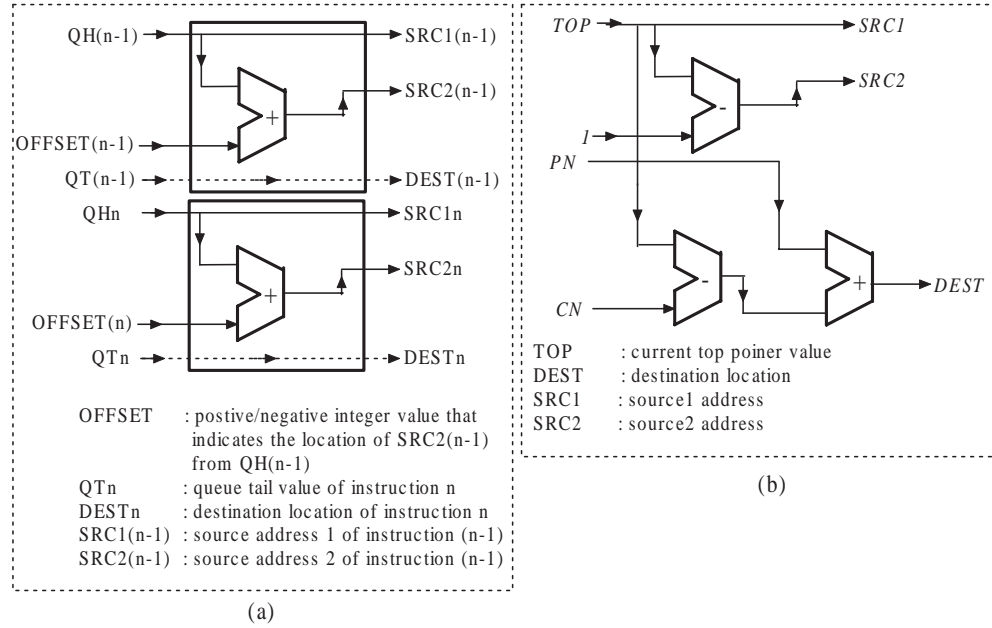 QH(n-1) SRC1(n-1)
SRC2(n-1)
+
OFFSET(n-1)
QT(n-1) DEST(n-1)
QHn SRC1n
SRC2n
+
OFFSET(n)
QTn DESTn
OFFSET : postive/negative integer value that
indicates the location of SRC2(n-1)
from QH(n-1)
QTn : queue tail value of instruction n
DESTn : destination location of instruction n
SRC1(n-1) : source address 1 of instruction (n-1)
SRC2(n-1) : source address 2 of instruction (n-1)
(a)
TOP SRC1
SRC2
-
1
PN
-
+
DEST
CN
TOP : current top poiner value
DEST : destination location
SRC1 : source1 address
SRC2 : source2 address
(b)